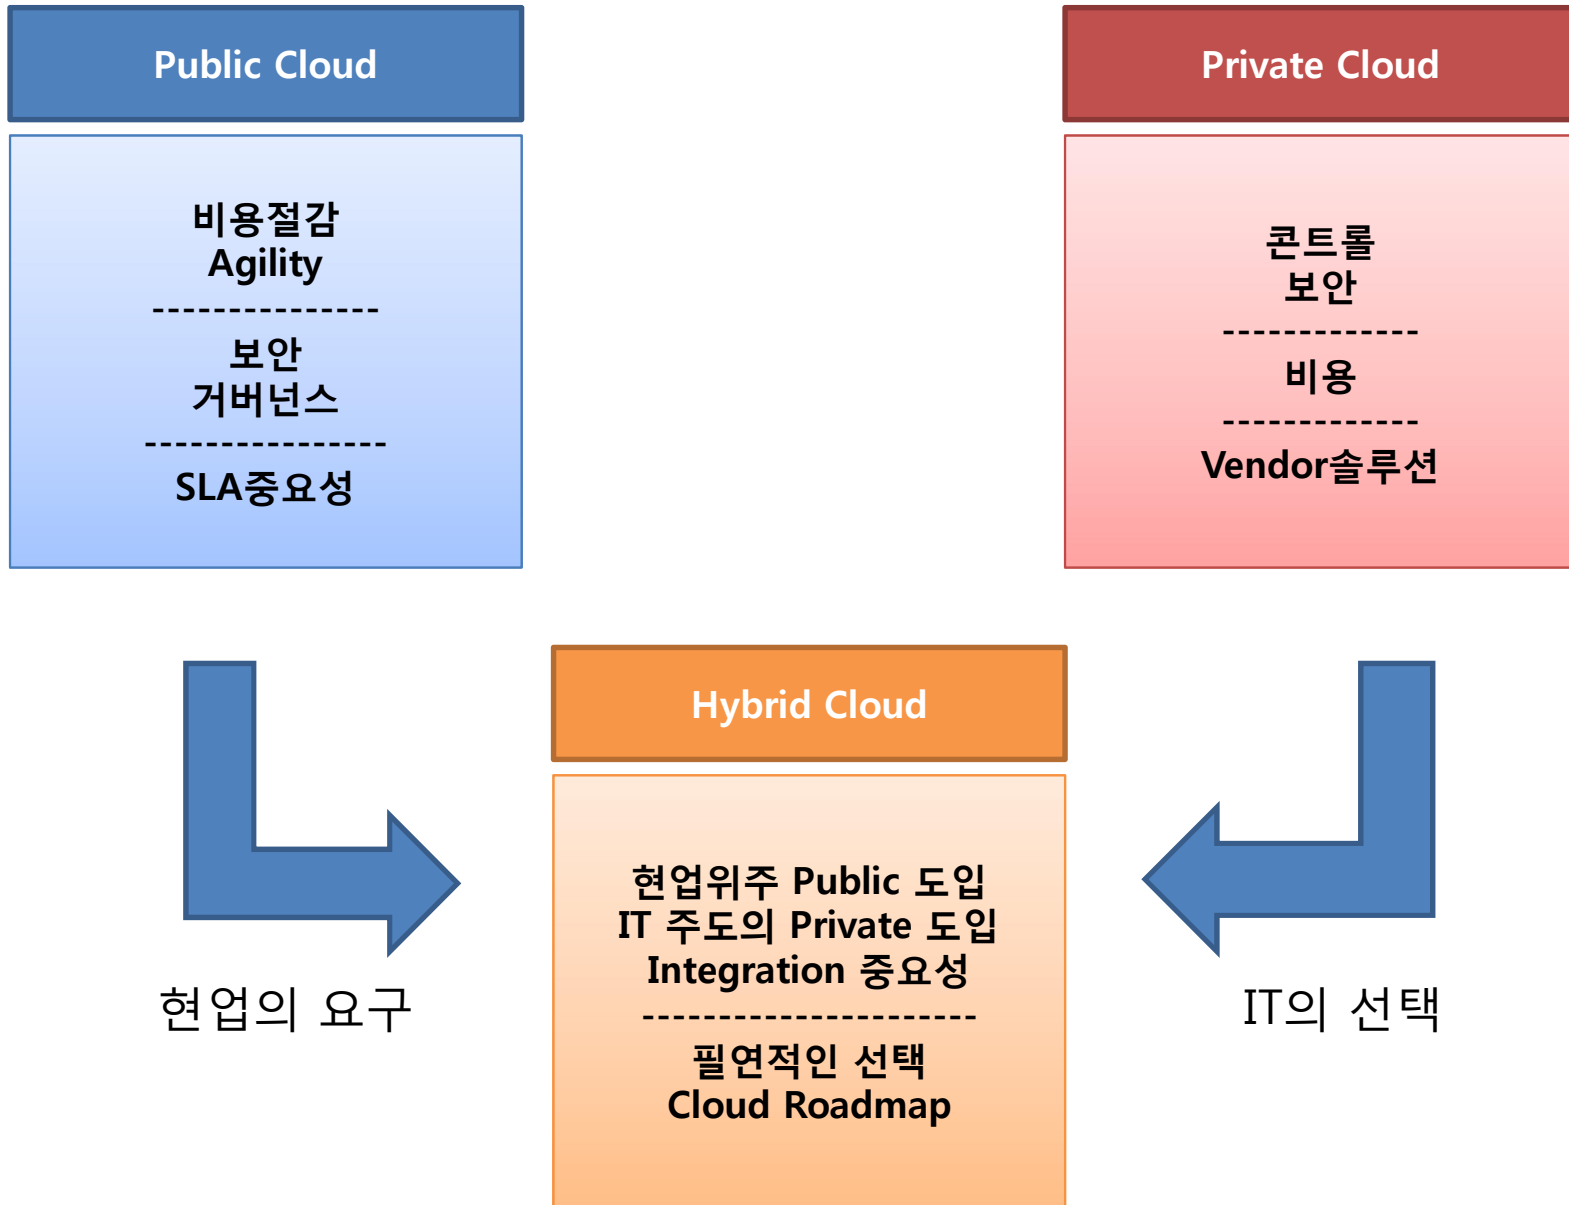 Public Cloud
비용절감
Agility
---------------
보안
거버넌스
----------------
SLA중요성
Private Cloud
콘트롤
보안
-------------
비용
-------------
Vendor솔루션
Hybrid Cloud
현업위주 Public 도입
IT 주도의 Private 도입
Integration 중요성
----------------------
필연적인 선택
Cloud Roadmap
현업의 요구
IT의 선택